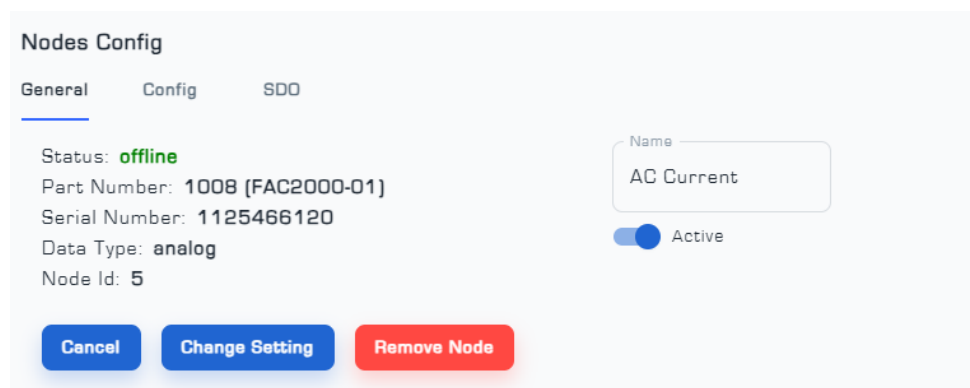 Nodes Config
General Config SDO
Status: offline
Part Number: 1008 (FAC2000-01)
Serial Number: 1125466120
Data Type: analog
Node Id: 5
Name
AC Current
Active
Cancel Change Setting Remove Node